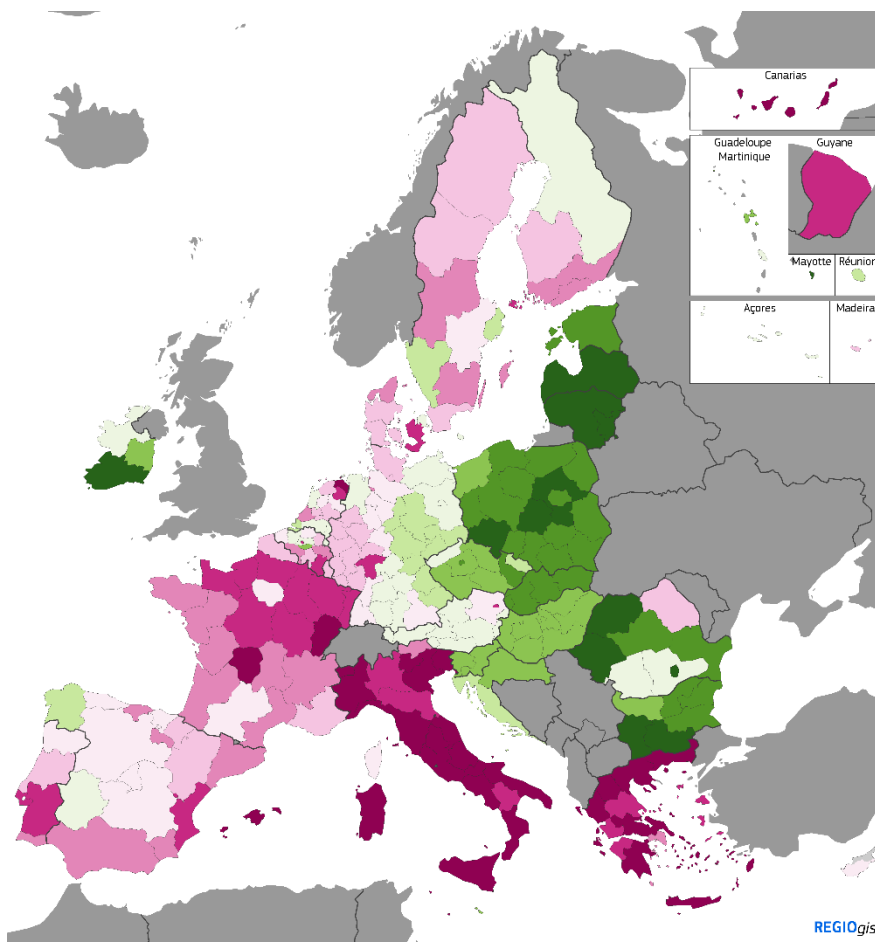 Canarias
Guadeloupe
Martinique
Guyane
Mayotte
Réunion
Açores
Madeira
REGIOgis